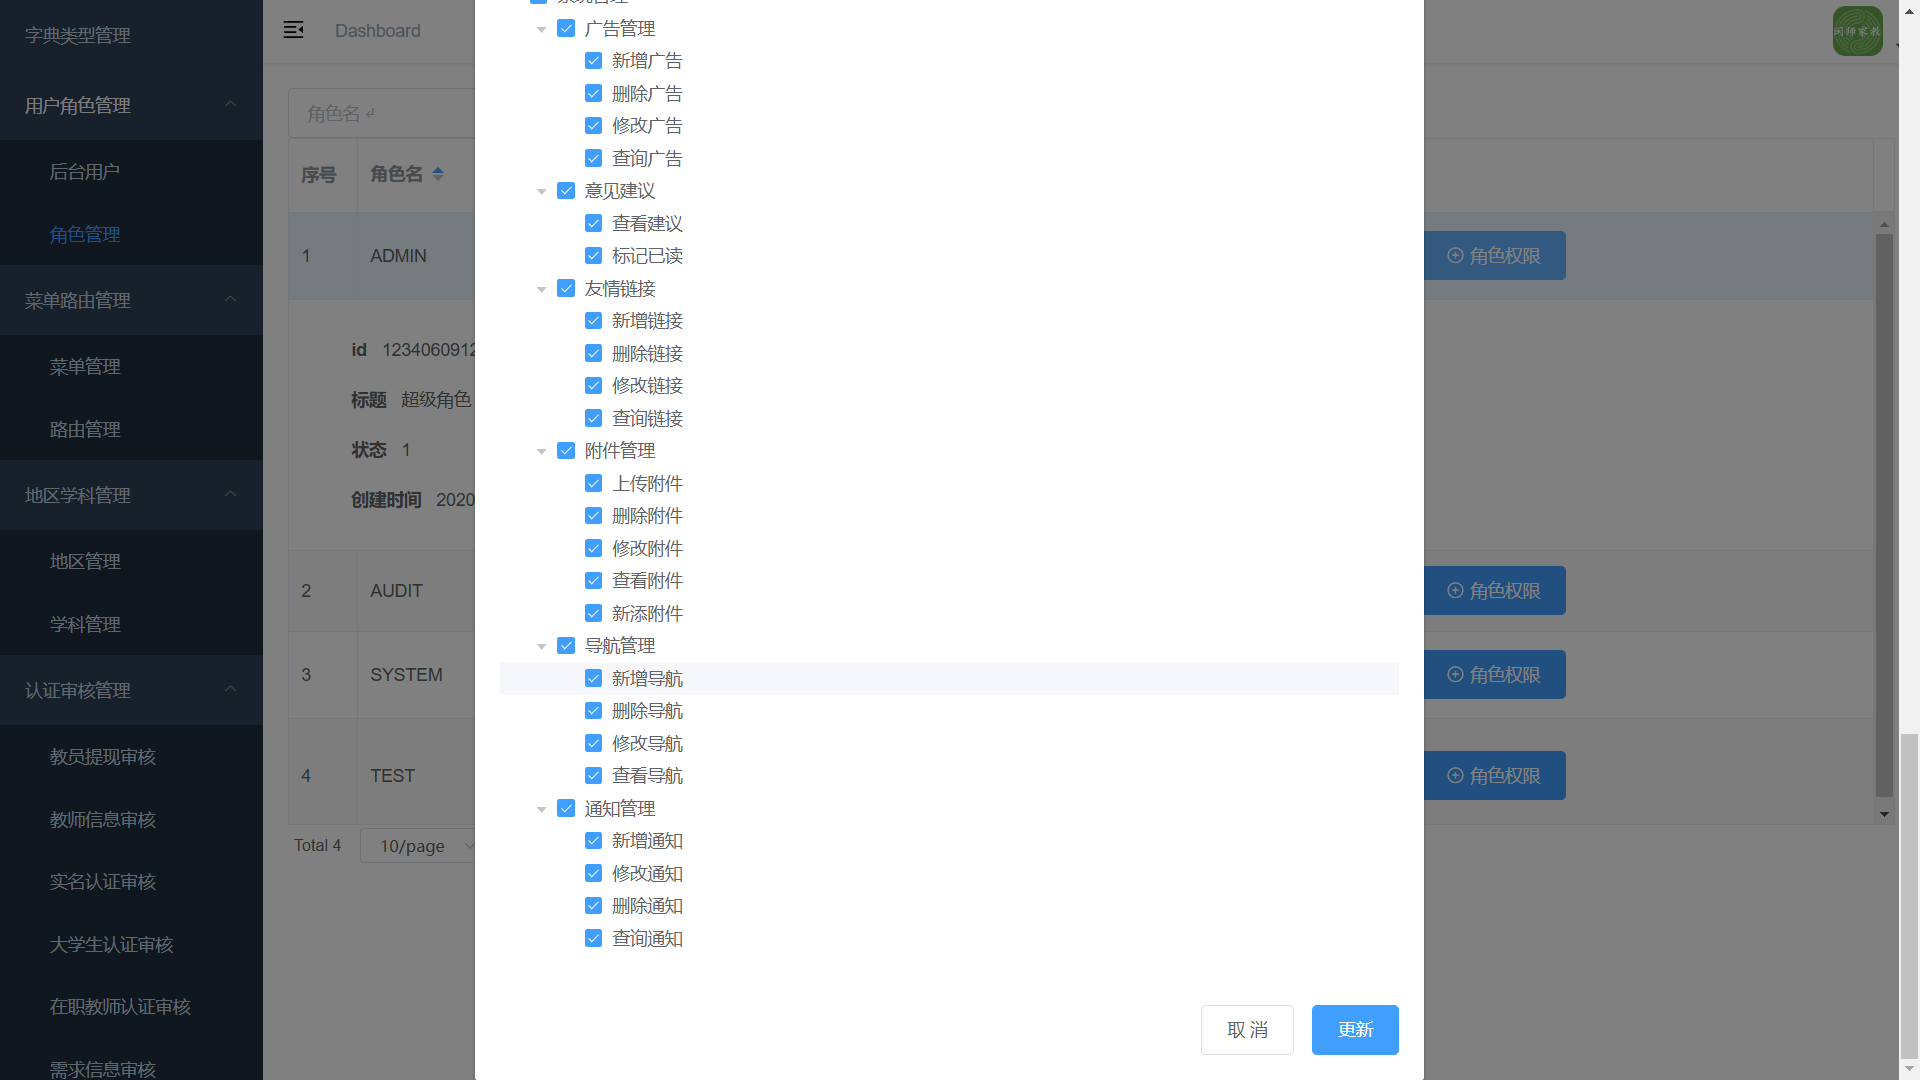 字典类型管理
用户角色管理
后台用户
角色管理
菜单路由管理
菜单管理
路由管理
地区学科管理
地区管理
学科管理
认证审核管理
教员提现审核
教师信息审核
实名认证审核
大学生认证审核
在职教师认证审核
需求信息审核
Dashboard
闵师家教
角色名
序号 角色名
1 ADMIN 角色权限
id 123406091
标题 超级角色
状态 1
创建时间 2020
2 AUDIT 角色权限
3 SYSTEM 角色权限
4 TEST 角色权限
Total 4 10/page
系统管理
广告管理
新增广告
删除广告
修改广告
查询广告
意见建议
查看建议
标记已读
友情链接
新增链接
删除链接
修改链接
查询链接
附件管理
上传附件
删除附件
修改附件
查看附件
新添附件
导航管理
新增导航
删除导航
修改导航
查看导航
通知管理
新增通知
修改通知
删除通知
查询通知
取 消 更新